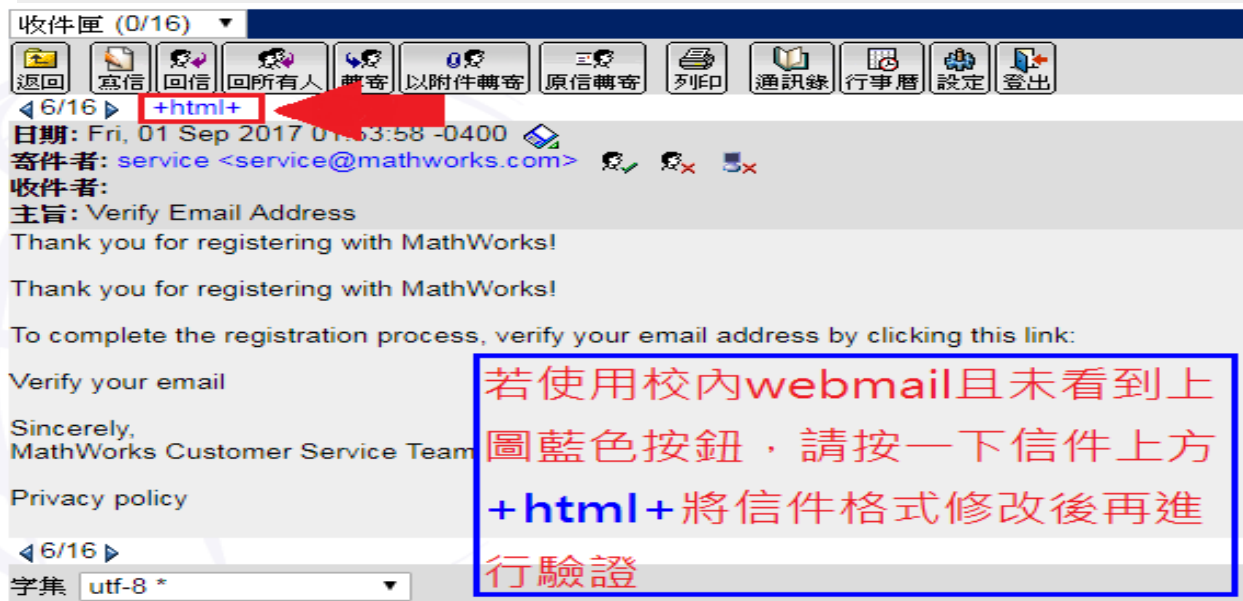 收件匣 (0/16) ▼
返回 寫信 回信 回所有人 轉寄 以附件轉寄 原信轉寄 列印 通訊錄 行事曆 設定 登出
6/16 +html+
日期: Fri, 01 Sep 2017 01:53:58 -0400
寄件者: service <service@mathworks.com>
收件者:
主旨: Verify Email Address
Thank you for registering with MathWorks!
Thank you for registering with MathWorks!
To complete the registration process, verify your email address by clicking this link:
Verify your email
Sincerely,
MathWorks Customer Service Team
Privacy policy
若使用校內webmail且未看到上
圖藍色按鈕，請按一下信件上方
+html+將信件格式修改後再進
行驗證
6/16
字集 utf-8 * ▼